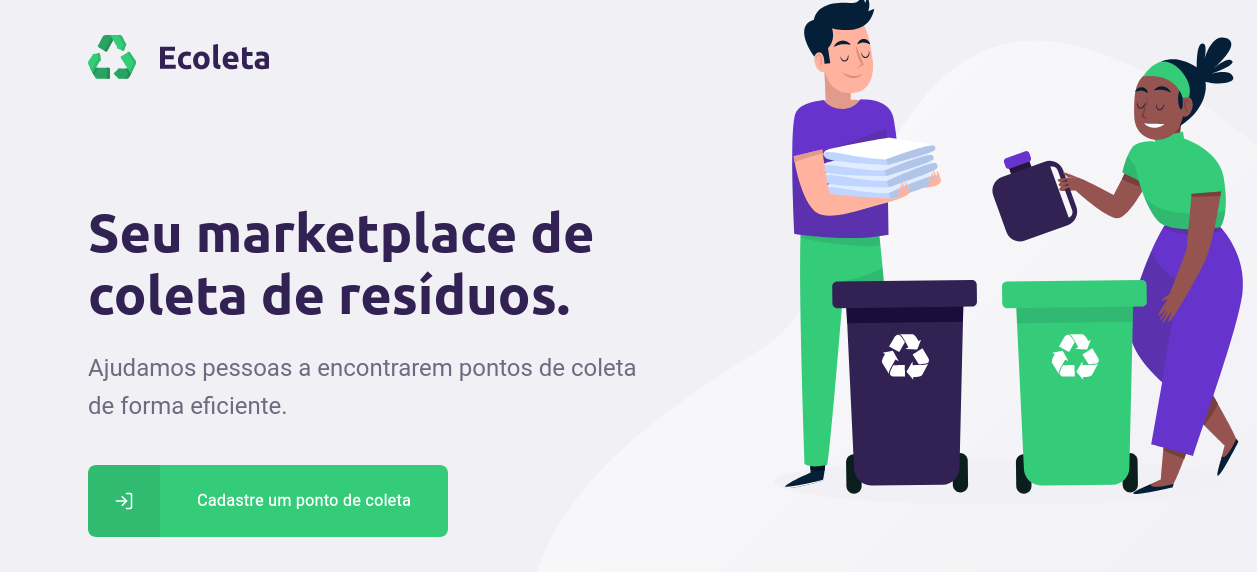 Ecoleta
Seu marketplace de
coleta de resíduos.
Ajudamos pessoas a encontrarem pontos de coleta
de forma eficiente.
Cadastre um ponto de coleta